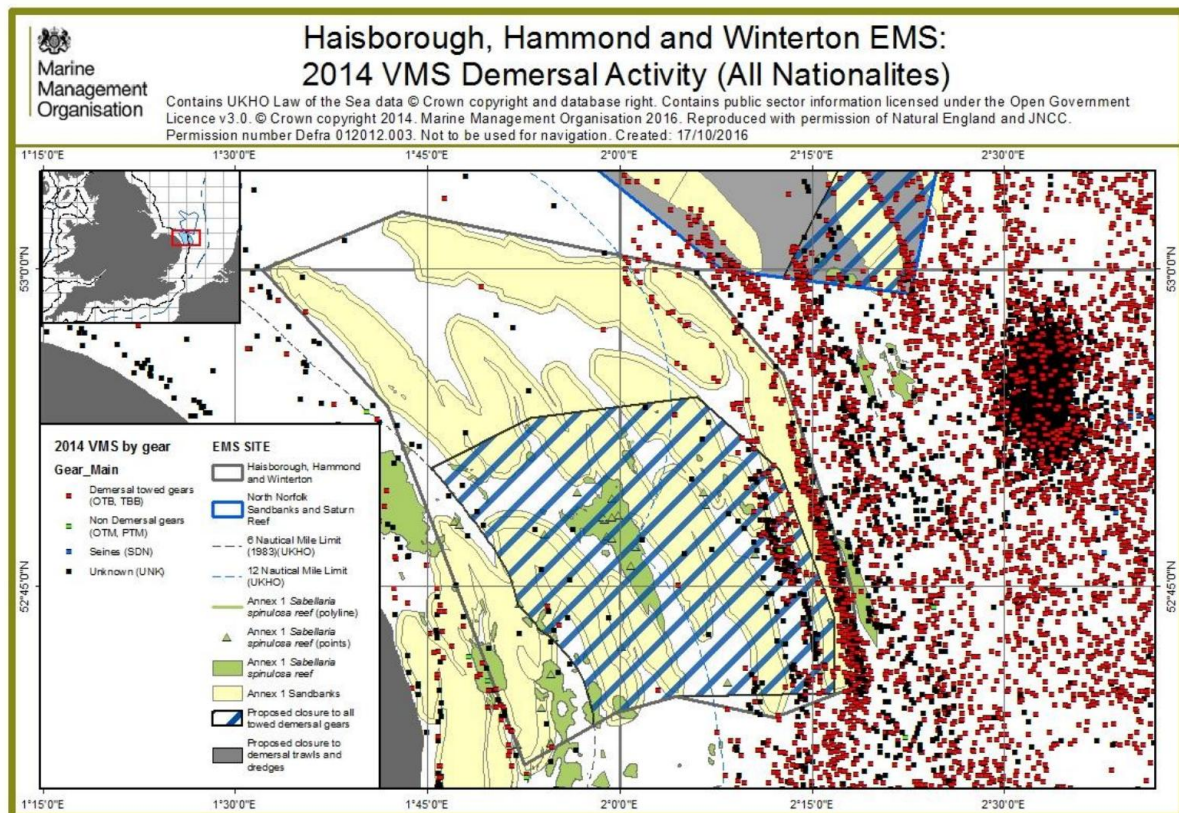 Marine
Management
Organisation
Haisborough, Hammond and Winterton EMS:
2014 VMS Demersal Activity (All Nationalites)
Contains UKHO Law of the Sea data © Crown copyright and database right. Contains public sector information licensed under the Open Government
Licence v3.0. © Crown copyright 2014. Marine Management Organisation 2016. Reproduced with permission of Natural England and JNCC.
Permission number Defra 012012.003. Not to be used for navigation. Created: 17/10/2016
1°15'0"E 1°30'0"E 1°45'0"E 2°0'0"E 2°15'0"E 2°30'0"E
53°0'0"N 53°0'0"N
52°45'0"N 52°45'0"N
2014 VMS by gear
Gear_Main
Demersal towed gears
(OTB, TBB)
Non Demersal gears
(OTM, PTM)
Seines (SDN)
Unknown (UNK)
EMS SITE
Haisborough, Hammond
and Winterton
North Norfolk
Sandbanks and Saturn
Reef
6 Nautical Mile Limit
(1983)(UKHO)
12 Nautical Mile Limit
(UKHO)
Annex 1 Sabellaria
spinulosa reef (polyline)
Annex 1 Sabellaria
spinulosa reef (points)
Annex 1 Sabellaria
spinulosa reef
Annex 1 Sandbanks
Proposed closure to all
towed demersal gears
Proposed closure to
demersal trawls and
dredges
1°15'0"E 1°30'0"E 1°45'0"E 2°0'0"E 2°15'0"E 2°30'0"E